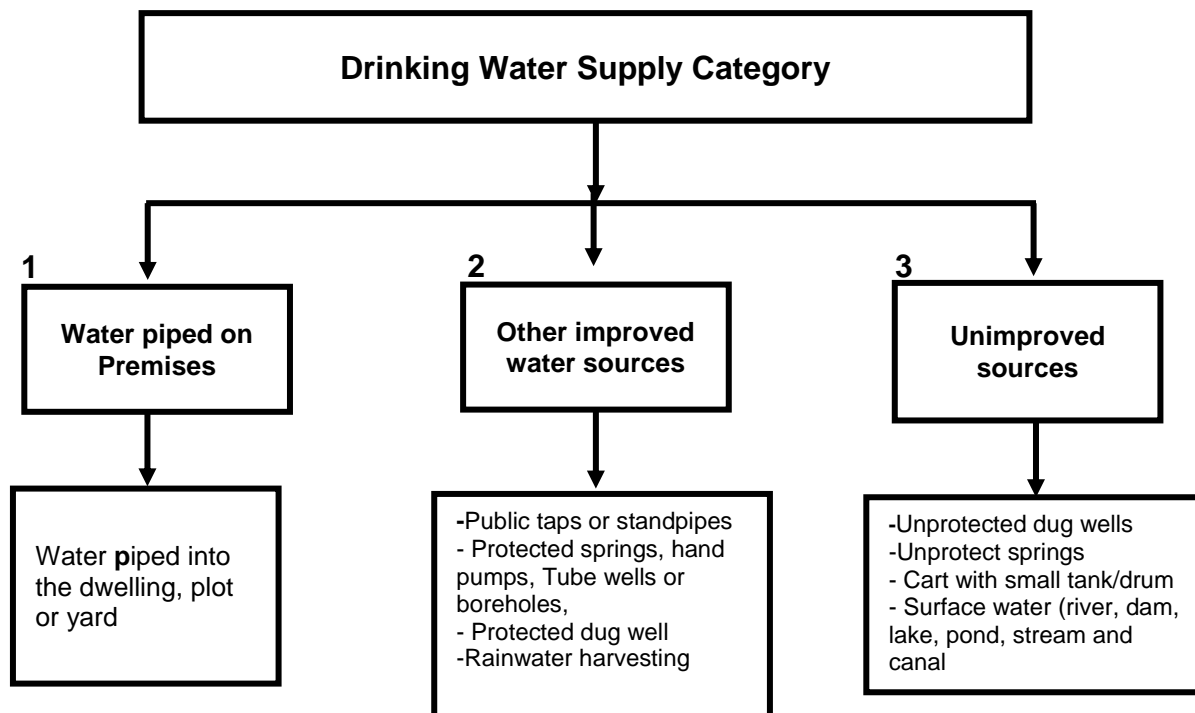 Drinking Water Supply Category
1
Water piped on
Premises
Water piped into
the dwelling, plot
or yard
2
Other improved
water sources
-Public taps or standpipes
- Protected springs, hand
pumps, Tube wells or
boreholes,
- Protected dug well
-Rainwater harvesting
3
Unimproved
sources
-Unprotected dug wells
-Unprotect springs
- Cart with small tank/drum
- Surface water (river, dam,
lake, pond, stream and
canal